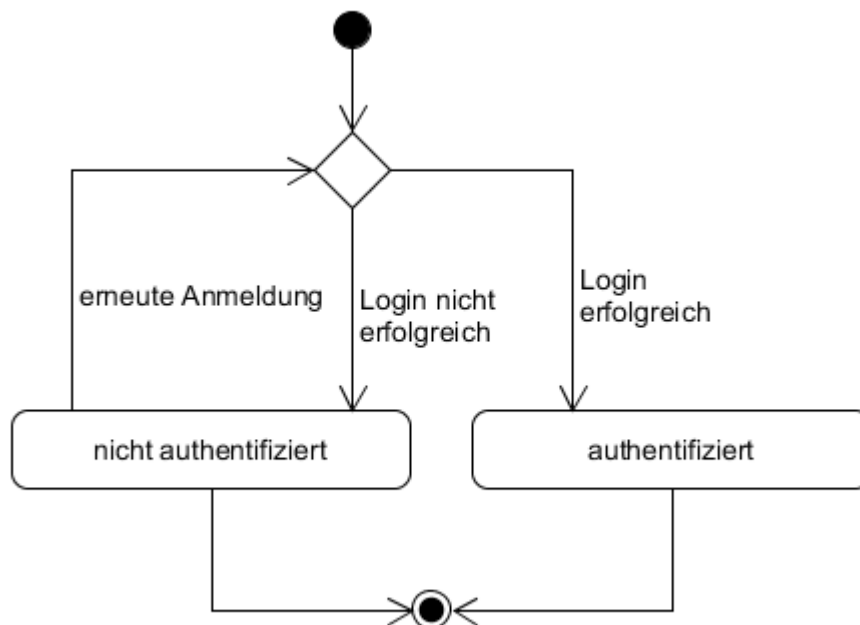 erneute Anmeldung
Login nicht
erfolgreich
Login
erfolgreich
nicht authentifiziert
authentifiziert